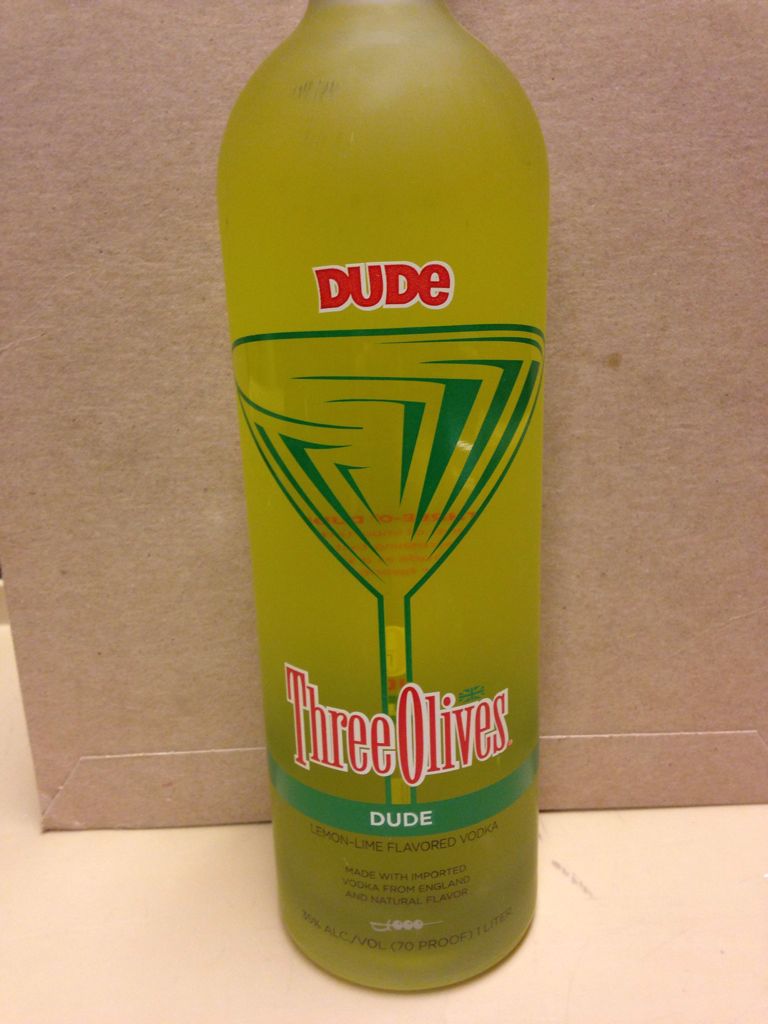 DUDE
Three Olives
DUDE
LEMON-LIME FLAVORED VODKA
MADE WITH IMPORTED
VODKA FROM ENGLAND
AND NATURAL FLAVOR
35% ALC./VOL.(70 PROOF) 1 LITER